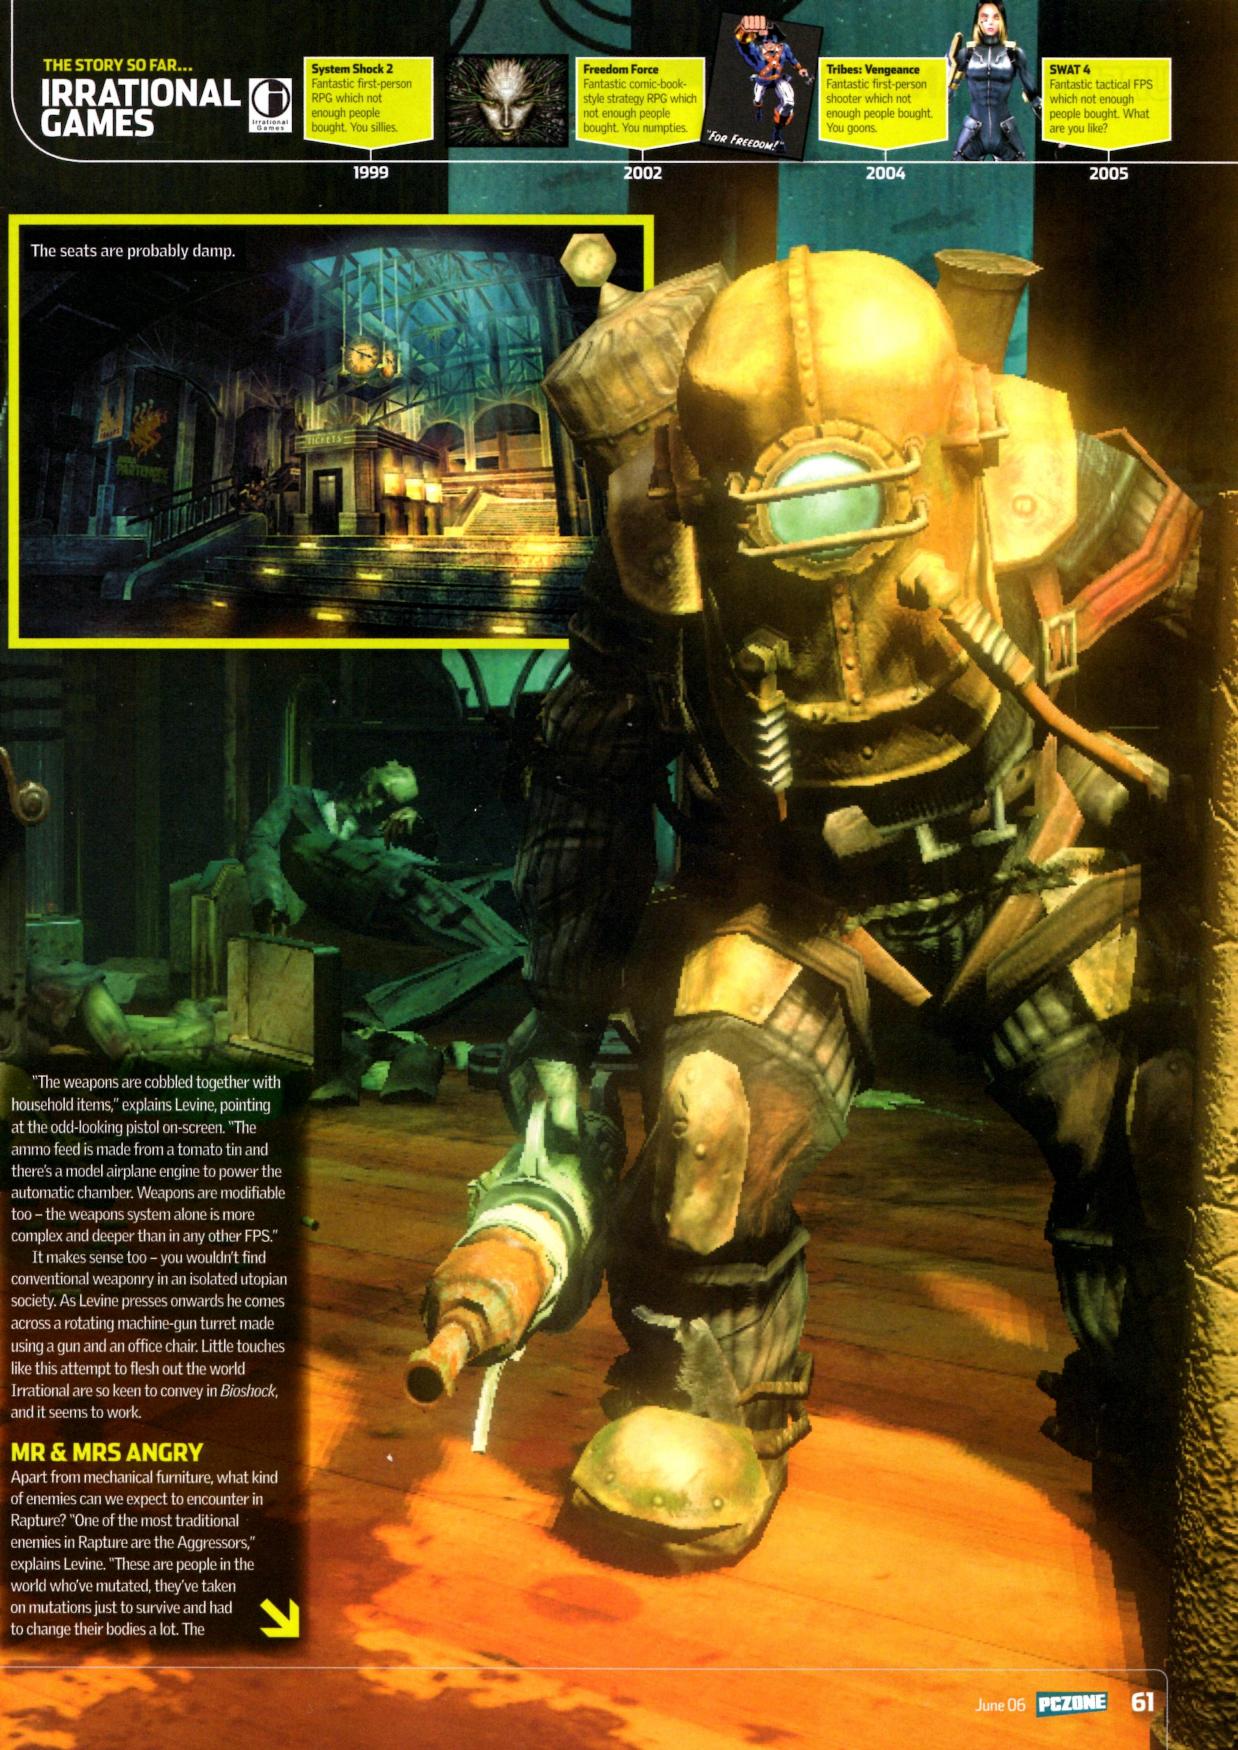 THE STORY SO FAR...
IRRATIONAL
GAMES
Irrational
Games
System Shock 2
Fantastic first-person
RPG which not
enough people
bought. You sillies.
Freedom Force
Fantastic comic-book-
style strategy RPG which
not enough people
bought. You numpties.
"FOR FREEDOM!"
Tribes: Vengeance
Fantastic first-person
shooter which not
enough people bought.
You goons.
SWAT 4
Fantastic tactical FPS
which not enough
people bought. What
are you like?
1999
2002
2004
2005
The seats are probably damp.
TICKETS
"The weapons are cobbled together with
household items," explains Levine, pointing
at the odd-looking pistol on-screen. "The
ammo feed is made from a tomato tin and
there's a model airplane engine to power the
automatic chamber. Weapons are modifiable
too – the weapons system alone is more
complex and deeper than in any other FPS."
It makes sense too – you wouldn't find
conventional weaponry in an isolated utopian
society. As Levine presses onwards he comes
across a rotating machine-gun turret made
using a gun and an office chair. Little touches
like this attempt to flesh out the world
Irrational are so keen to convey in Bioshock,
and it seems to work.
MR & MRS ANGRY
Apart from mechanical furniture, what kind
of enemies can we expect to encounter in
Rapture? "One of the most traditional
enemies in Rapture are the Aggressors,"
explains Levine. "These are people in the
world who've mutated, they've taken
on mutations just to survive and had
to change their bodies a lot. The
June 06 PCZONE 61